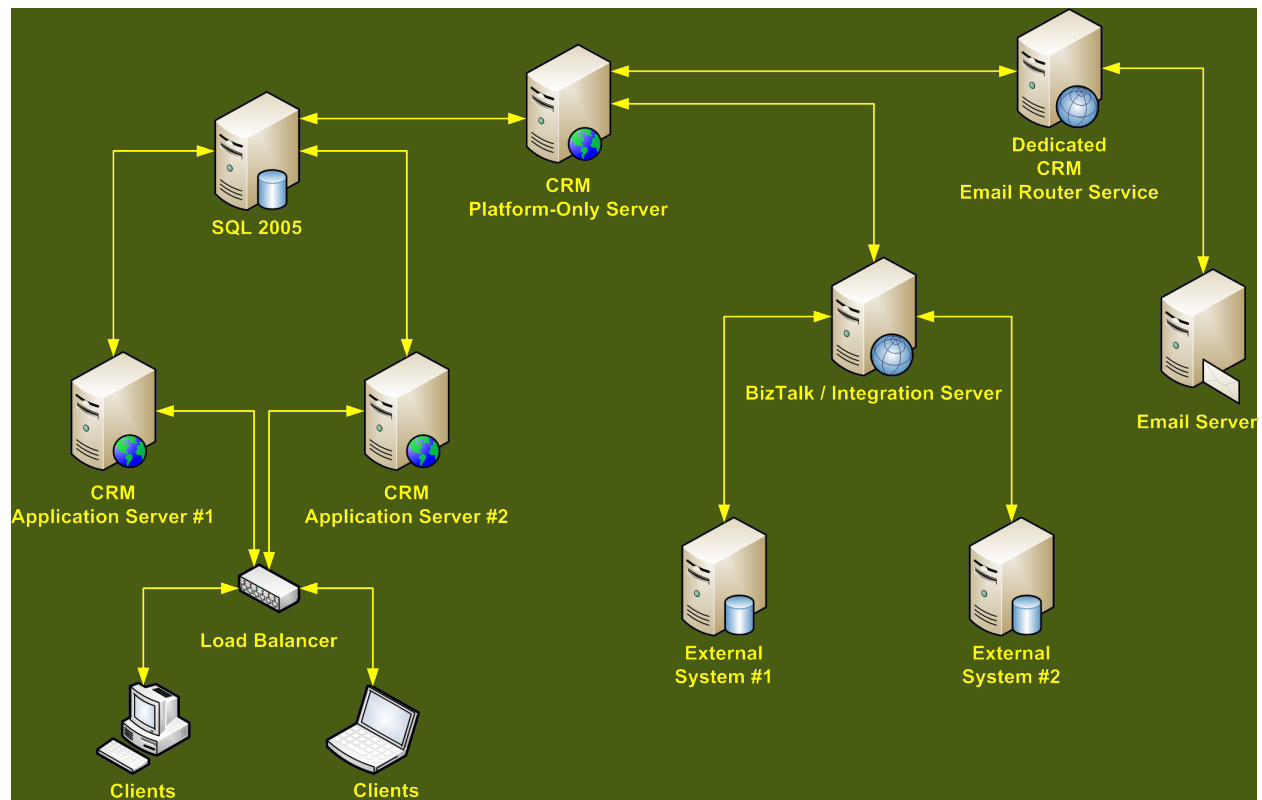 Dedicated
CRM
Email Router Service
CRM
Platform-Only Server
SQL 2005
BizTalk / Integration Server
Email Server
CRM
Application Server #1
CRM
Application Server #2
Load Balancer
External
System #1
External
System #2
Clients
Clients